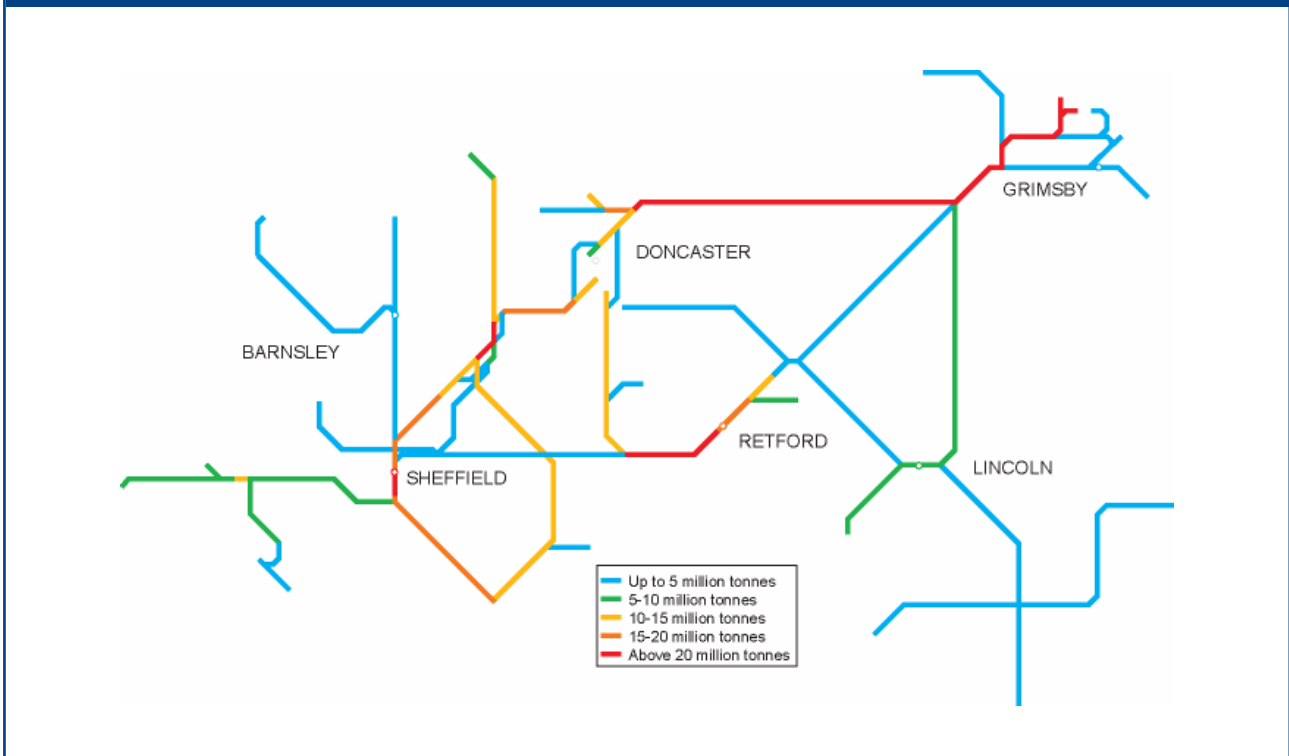 GRIMSBY
DONCASTER
BARNSLEY
RETFORD
LINCOLN
SHEFFIELD
Up to 5 million tonnes
5-10 million tonnes
10-15 million tonnes
15-20 million tonnes
Above 20 million tonnes